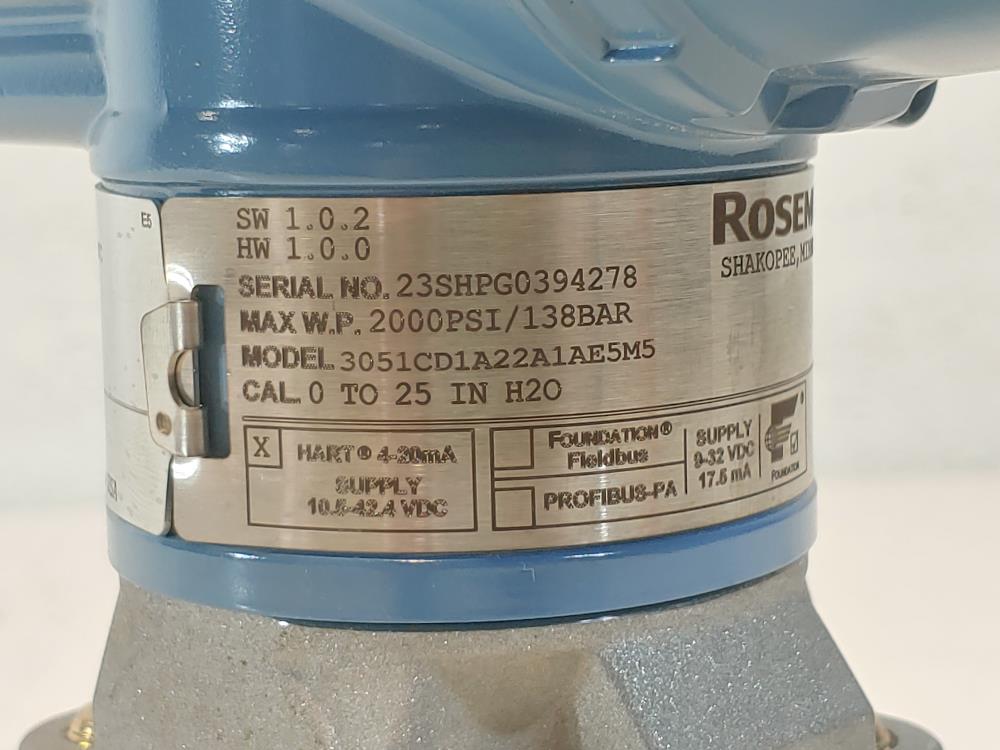 E5
SW 1.0.2
HW 1.0.0
ROSEM
SHAKOPEE, MINN
SERIAL NO. 23SHPG0394278
MAX W.P. 2000PSI/138BAR
MODEL 3051CD1A22A1AE5M5
CAL. 0 TO 25 IN H2O
X
HART® 4-20mA
SUPPLY
10.5-42.4 VDC
FOUNDATION®
Fieldbus
PROFIBUS-PA
SUPPLY
9-32 VDC
17.5 mA
FOUNDATION